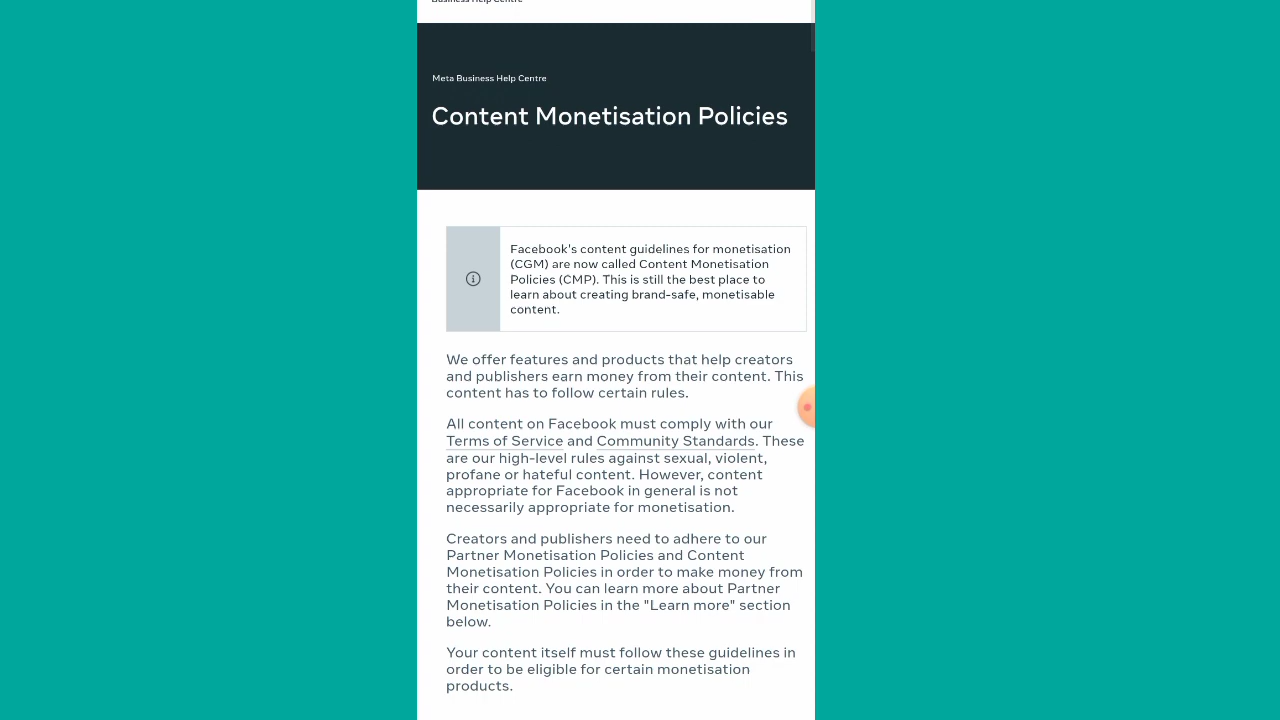 Business Help Centre
Meta Business Help Centre
Content Monetisation Policies
Facebook's content guidelines for monetisation
(CGM) are now called Content Monetisation
Policies (CMP). This is still the best place to
learn about creating brand-safe, monetisable
content.
We offer features and products that help creators
and publishers earn money from their content. This
content has to follow certain rules.
All content on Facebook must comply with our
Terms of Service and Community Standards. These
are our high-level rules against sexual, violent,
profane or hateful content. However, content
appropriate for Facebook in general is not
necessarily appropriate for monetisation.
Creators and publishers need to adhere to our
Partner Monetisation Policies and Content
Monetisation Policies in order to make money from
their content. You can learn more about Partner
Monetisation Policies in the "Learn more" section
below.
Your content itself must follow these guidelines in
order to be eligible for certain monetisation
products.